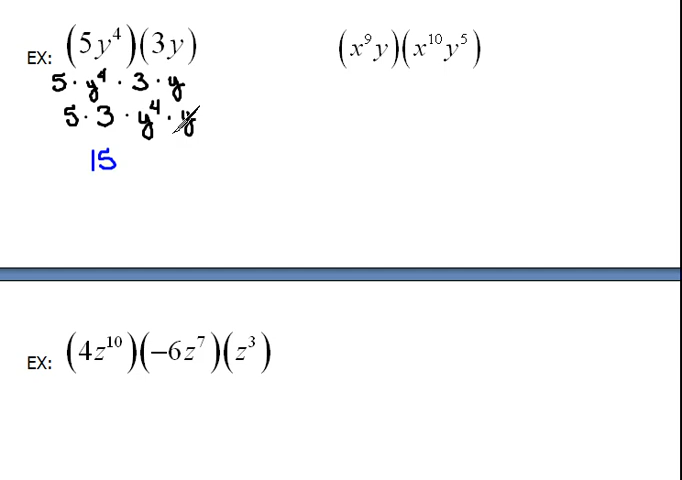 EX: (5y⁴)(3y)
(x⁹y)(x¹⁰y⁵)
5 · y⁴ · 3 · y
5 · 3 · y⁴ · y
15
EX: (4z¹⁰)(−6z⁷)(z³)